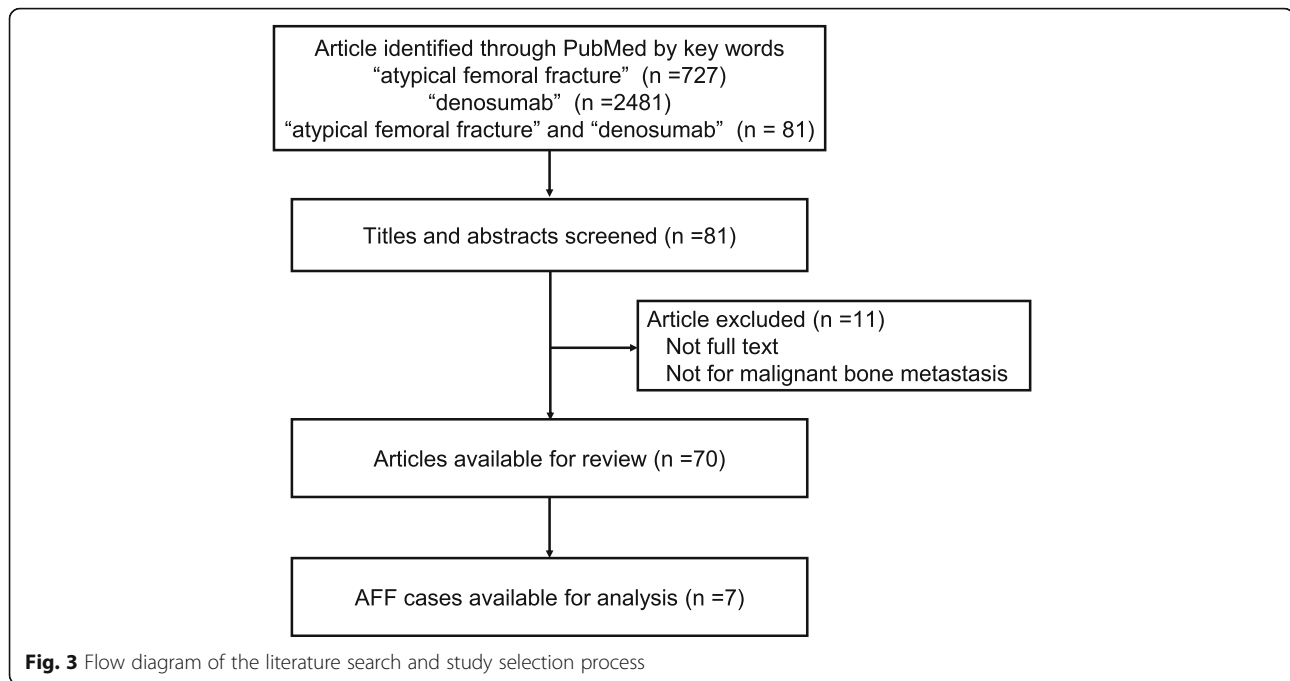 Article identified through PubMed by key words
“atypical femoral fracture” (n =727)
“denosumab” (n =2481)
“atypical femoral fracture” and “denosumab” (n = 81)
Titles and abstracts screened (n =81)
Article excluded (n =11)
Not full text
Not for malignant bone metastasis
Articles available for review (n =70)
AFF cases available for analysis (n =7)
Fig. 3 Flow diagram of the literature search and study selection process